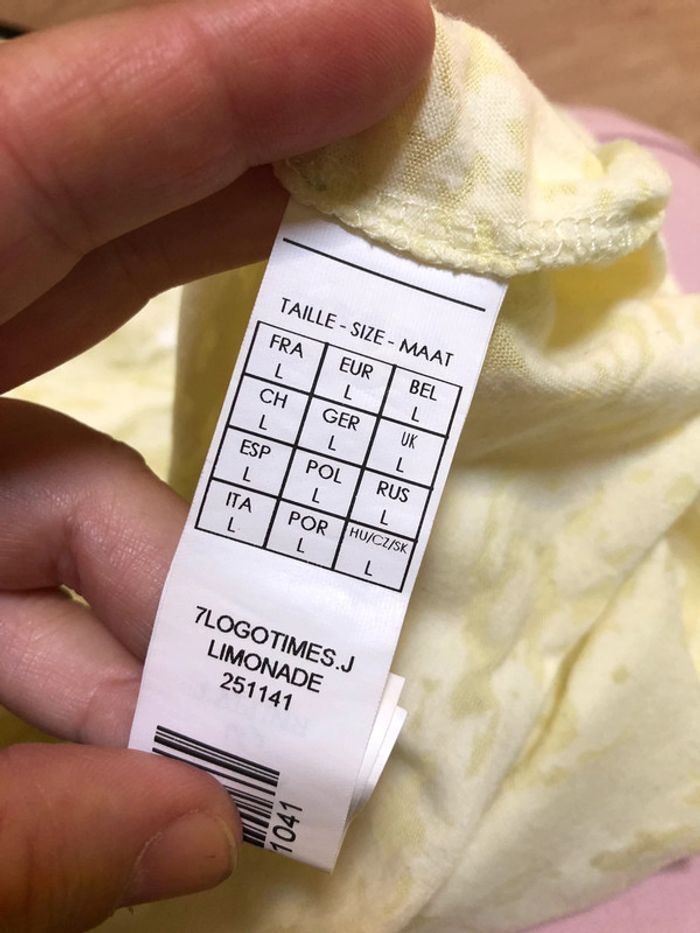 TAILLE - SIZE - MAAT
FRA EUR BEL
L L L
CH GER UK
L L L
ESP POL RUS
L L L
ITA POR HU/CZ/SK
L L L
7LOGOTIMES.J
LIMONADE
251141
1041